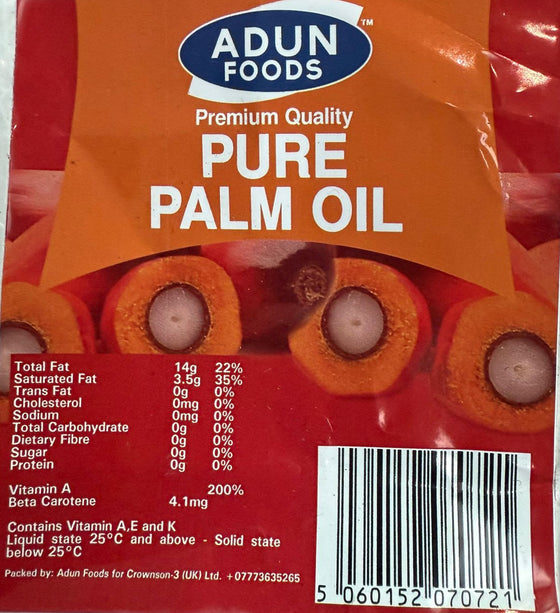 ADUN
FOODS
TM
Premium Quality
PURE
PALM OIL
Total Fat 14g 22%
Saturated Fat 3.5g 35%
Trans Fat 0g 0%
Cholesterol 0mg 0%
Sodium 0mg 0%
Total Carbohydrate 0g 0%
Dietary Fibre 0g 0%
Sugar 0g 0%
Protein 0g 0%
Vitamin A 200%
Beta Carotene 4.1mg
Contains Vitamin A,E and K
Liquid state 25°C and above - Solid state
below 25°C
Packed by: Adun Foods for Crownson-3 (UK) Ltd. +07773635265
5 060152 070721